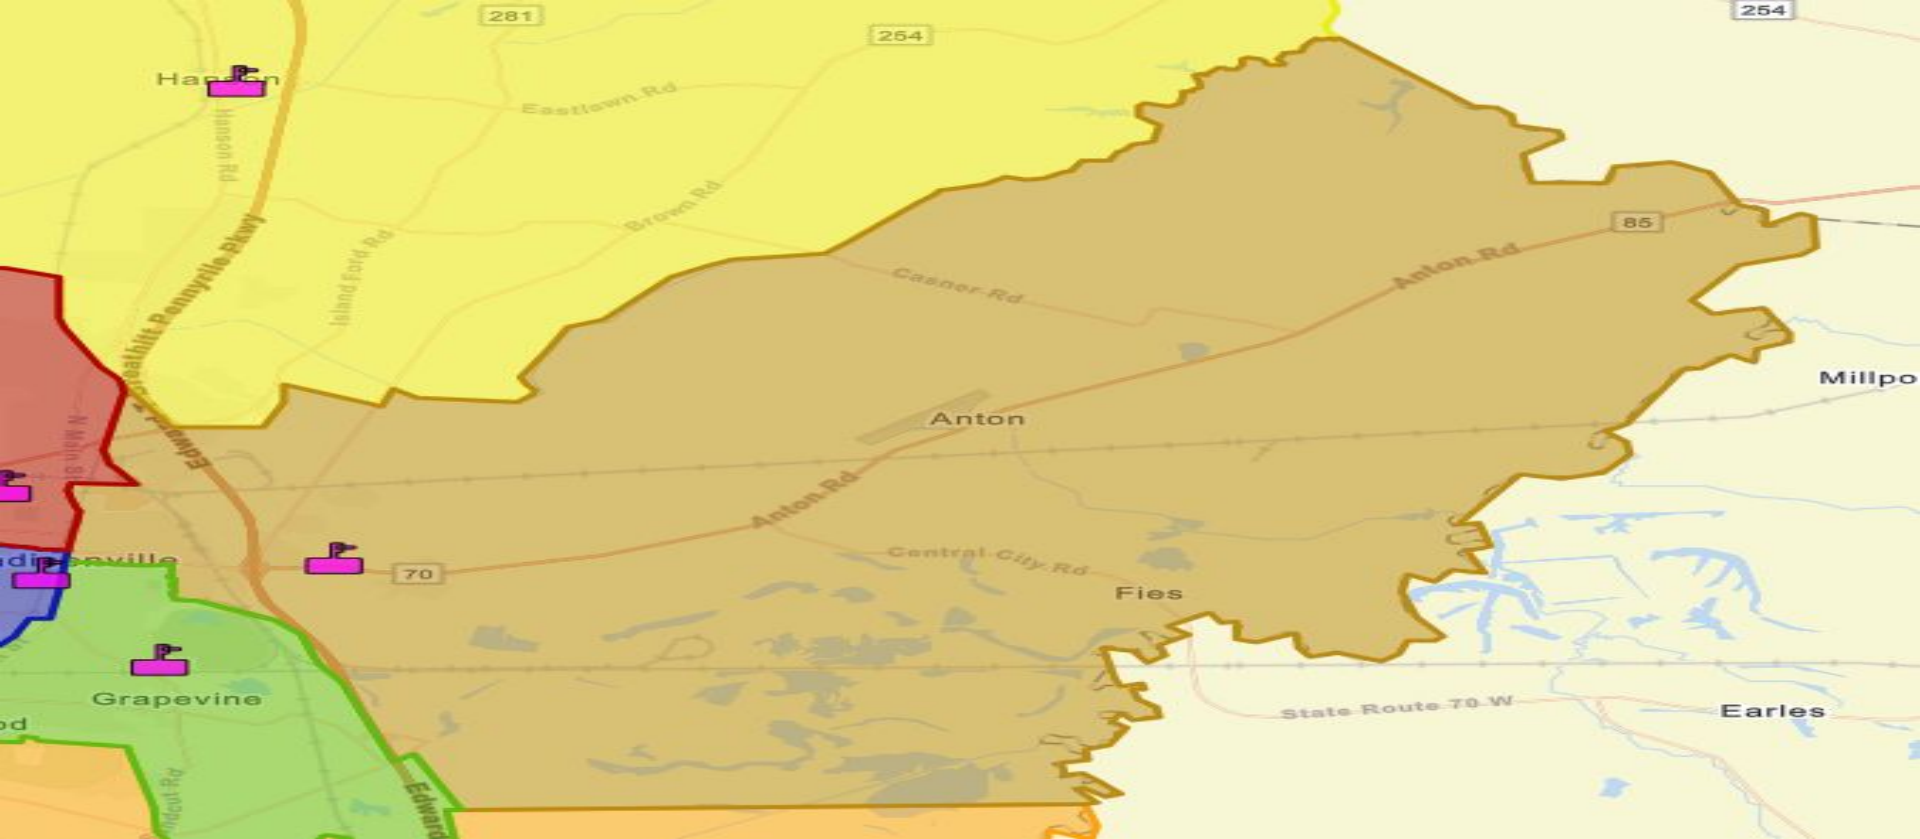 254
281
254
Hanson
Eastlawn Rd
Hanson Rd
Brown Rd
85
Island Ford Rd
Anton Rd
Casner Rd
Breathitt Pennyrile Pkwy
Millpo
Anton
N Main St
Edward
Anton Rd
Central City Rd
70
Fies
Grapevine
State Route 70 W
Earles
od
Edward